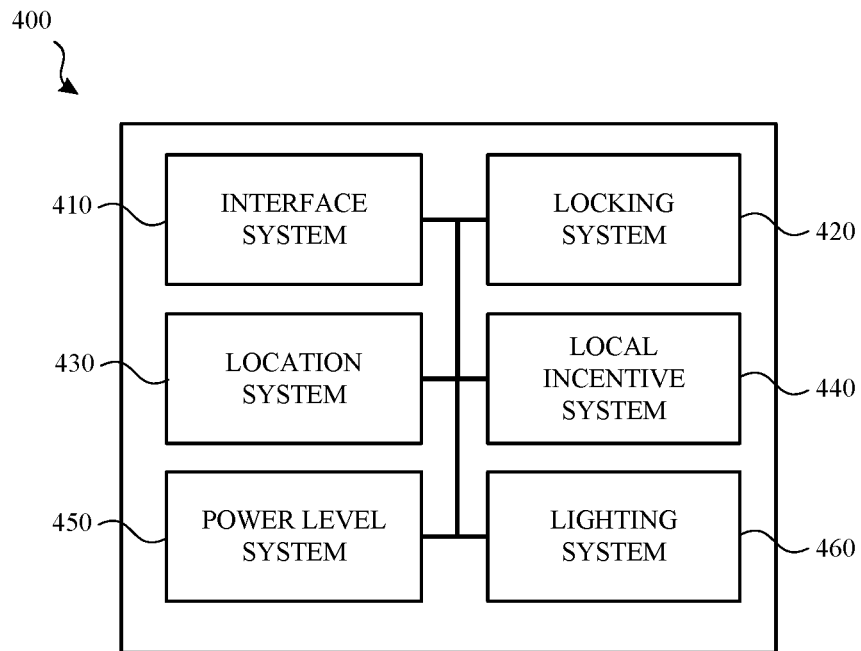 400
410
INTERFACE
SYSTEM
LOCKING
SYSTEM
420
430
LOCATION
SYSTEM
LOCAL
INCENTIVE
SYSTEM
440
450
POWER LEVEL
SYSTEM
LIGHTING
SYSTEM
460